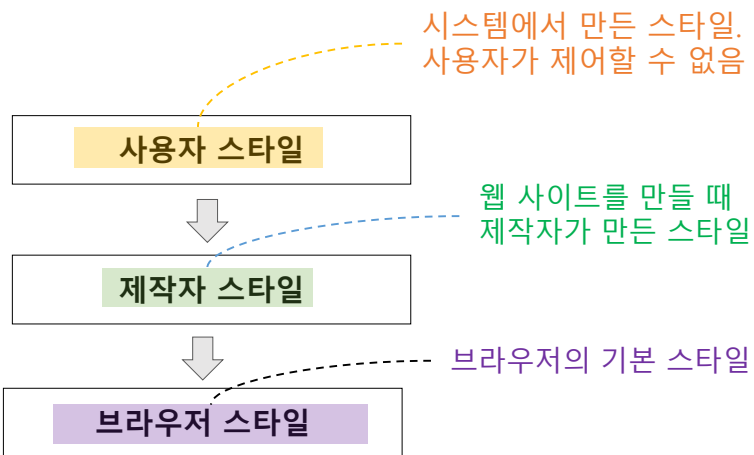 시스템에서 만든 스타일.
사용자가 제어할 수 없음
사용자 스타일
웹 사이트를 만들 때
제작자가 만든 스타일
제작자 스타일
브라우저의 기본 스타일
브라우저 스타일